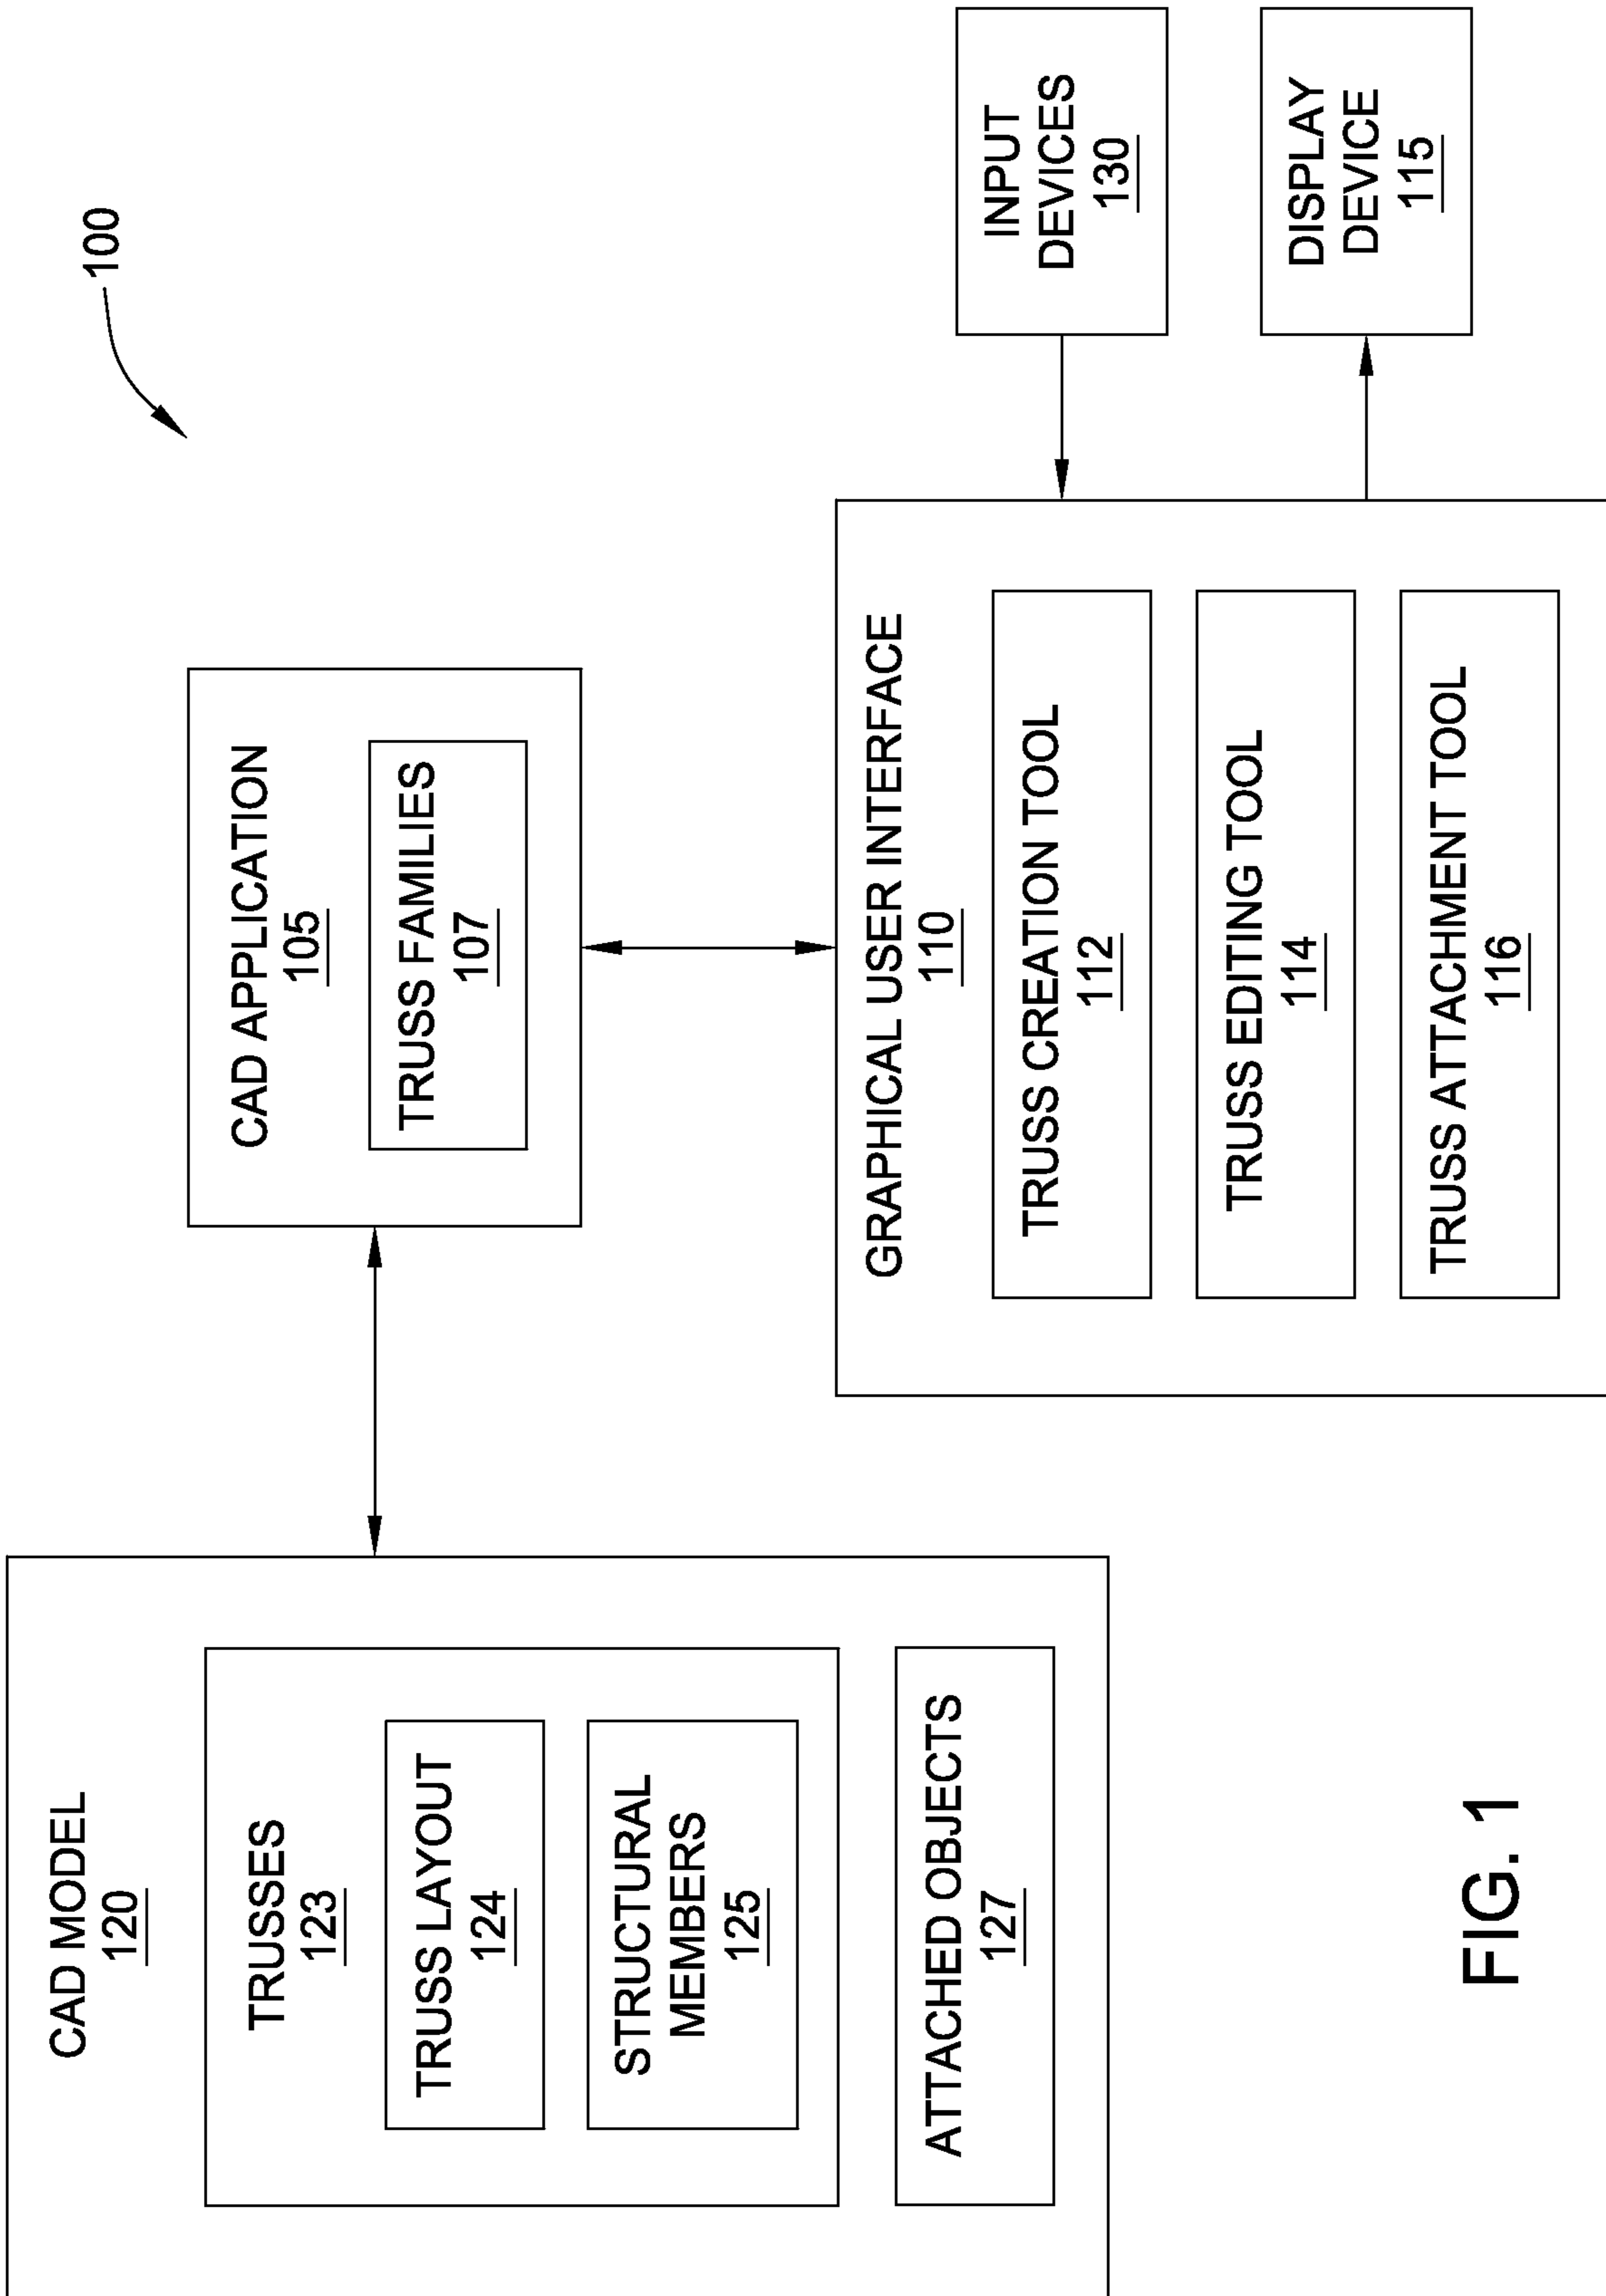 100
CAD MODEL
120
TRUSSES
123
TRUSS LAYOUT
124
STRUCTURAL
MEMBERS
125
ATTACHED OBJECTS
127
CAD APPLICATION
105
TRUSS FAMILIES
107
GRAPHICAL USER INTERFACE
110
TRUSS CREATION TOOL
112
TRUSS EDITING TOOL
114
TRUSS ATTACHMENT TOOL
116
INPUT
DEVICES
130
DISPLAY
DEVICE
115
FIG. 1